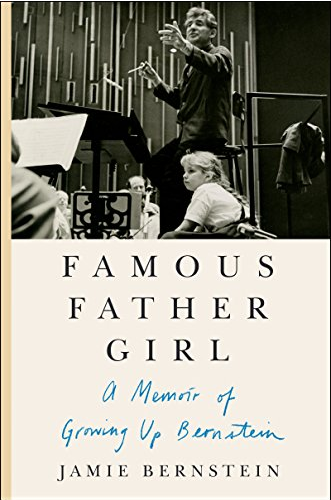 FAMOUS
FATHER
GIRL
A Memoir of
Growing Up Bernstein
JAMIE BERNSTEIN